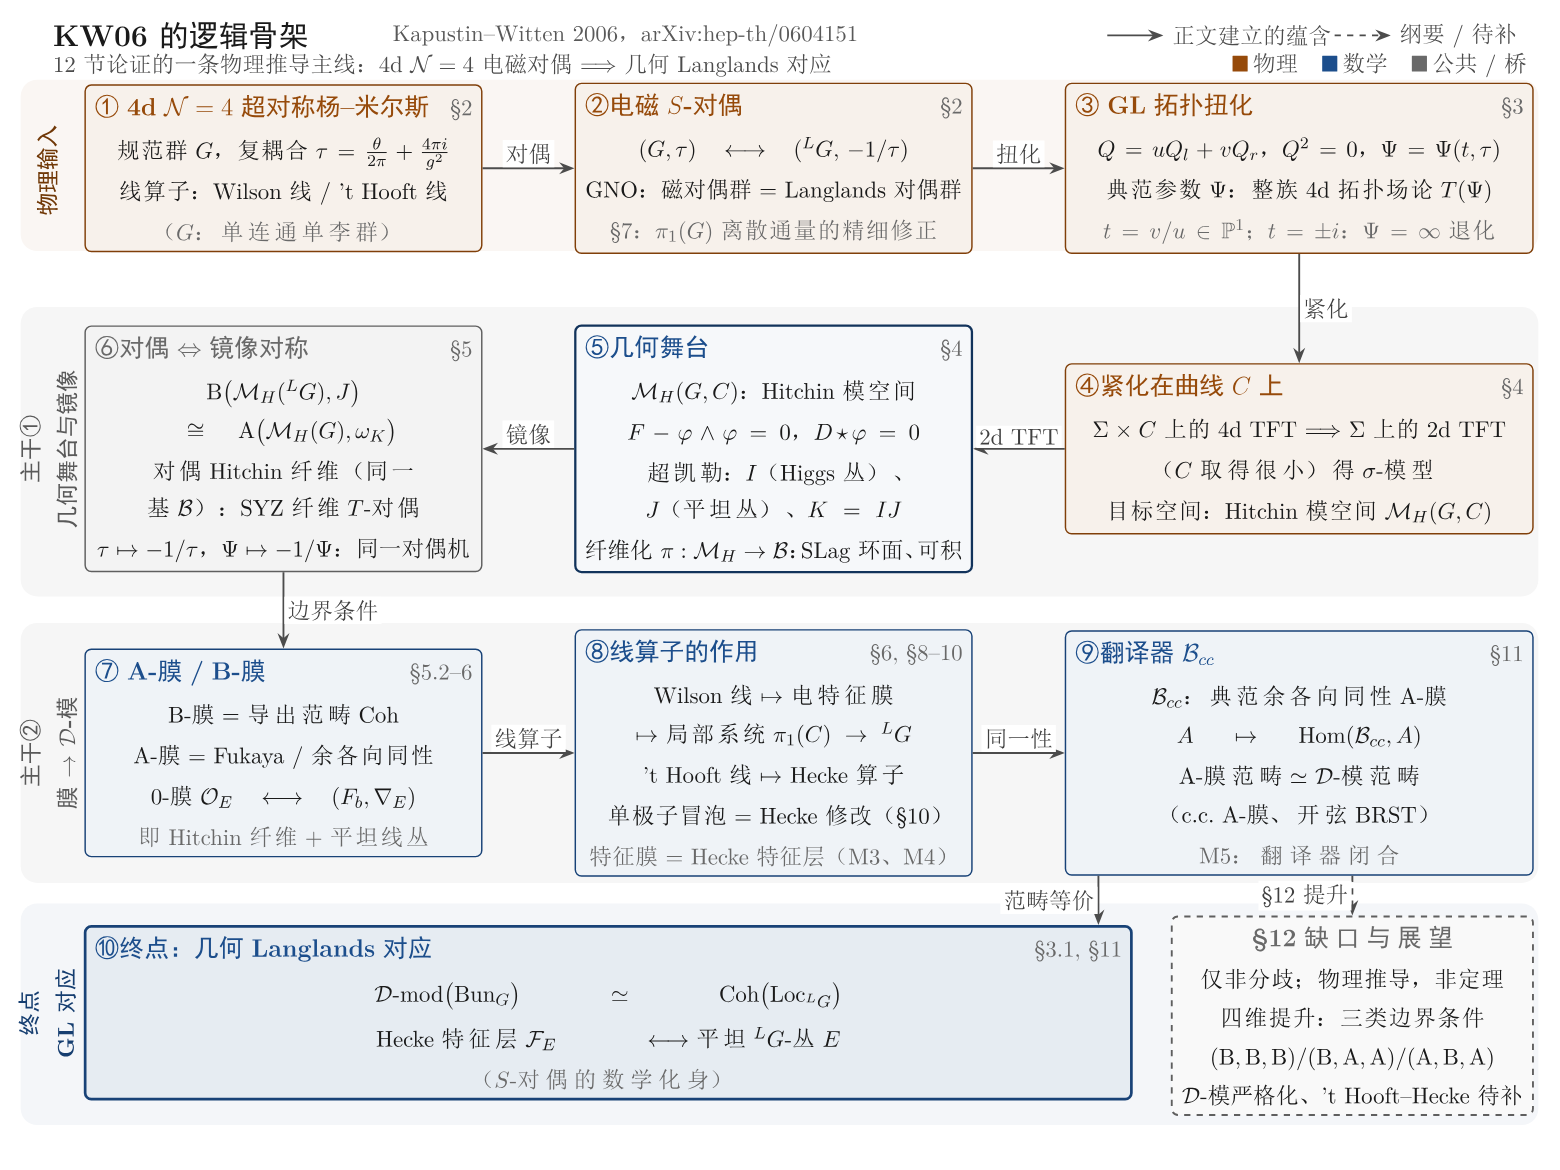 KW06 的逻辑骨架
Kapustin–Witten 2006，arXiv:hep-th/0604151
12 节论证的一条物理推导主线：4d 𝒩 = 4 电磁对偶 ⟹ 几何 Langlands 对应
正文建立的蕴含
纲要 / 待补
物理
数学
公共 / 桥
物理输入
① 4d 𝒩 = 4 超对称杨–米尔斯
§2
规范群 G，复耦合 τ = θ/2π + 4πi/g²
线算子：Wilson 线 / 't Hooft 线
（G：单连通单李群）
对偶
②电磁 S-对偶
§2
(G, τ) ⟷ (ᴸG, −1/τ)
GNO：磁对偶群 = Langlands 对偶群
§7：π₁(G) 离散通量的精细修正
扭化
③ GL 拓扑扭化
§3
Q = uQ_l + vQ_r，Q² = 0，Ψ = Ψ(t, τ)
典范参数 Ψ：整族 4d 拓扑场论 T(Ψ)
t = v/u ∈ ℙ¹；t = ±i：Ψ = ∞ 退化
紧化
主干①
几何舞台与镜像
⑥对偶 ⇔ 镜像对称
§5
B(ℳ_H(ᴸG), J)
≅ A(ℳ_H(G), ω_K)
对偶 Hitchin 纤维（同一
基 ℬ）：SYZ 纤维 T-对偶
τ ↦ −1/τ，Ψ ↦ −1/Ψ：同一对偶机
镜像
⑤几何舞台
§4
ℳ_H(G, C)：Hitchin 模空间
F − φ ∧ φ = 0，D⋆φ = 0
超凯勒：I（Higgs 丛）、
J（平坦丛）、K = IJ
纤维化 π : ℳ_H → ℬ：SLag 环面、可积
2d TFT
④紧化在曲线 C 上
§4
Σ × C 上的 4d TFT ⟹ Σ 上的 2d TFT
（C 取得很小）得 σ-模型
目标空间：Hitchin 模空间 ℳ_H(G, C)
边界条件
主干②
膜 → 𝒟-模
⑦ A-膜 / B-膜
§5.2–6
B-膜 = 导出范畴 Coh
A-膜 = Fukaya / 余各向同性
0-膜 𝒪_E ⟷ (F_b, ∇_E)
即 Hitchin 纤维 + 平坦线丛
线算子
⑧线算子的作用
§6, §8–10
Wilson 线 ↦ 电特征膜
↦ 局部系统 π₁(C) → ᴸG
't Hooft 线 ↦ Hecke 算子
单极子冒泡 = Hecke 修改（§10）
特征膜 = Hecke 特征层（M3、M4）
同一性
⑨翻译器 ℬ_cc
§11
ℬ_cc：典范余各向同性 A-膜
A ↦ Hom(ℬ_cc, A)
A-膜范畴 ≃ 𝒟-模范畴
（c.c. A-膜、开弦 BRST）
M5：翻译器闭合
范畴等价
§12 提升
终点
GL 对应
⑩终点：几何 Langlands 对应
§3.1, §11
𝒟-mod(Bun_G) ≃ Coh(Loc_ᴸG)
Hecke 特征层 ℱ_E ⟷ 平坦 ᴸG-丛 E
（S-对偶的数学化身）
§12 缺口与展望
仅非分歧；物理推导，非定理
四维提升：三类边界条件
(B, B, B)/(B, A, A)/(A, B, A)
𝒟-模严格化、't Hooft–Hecke 待补